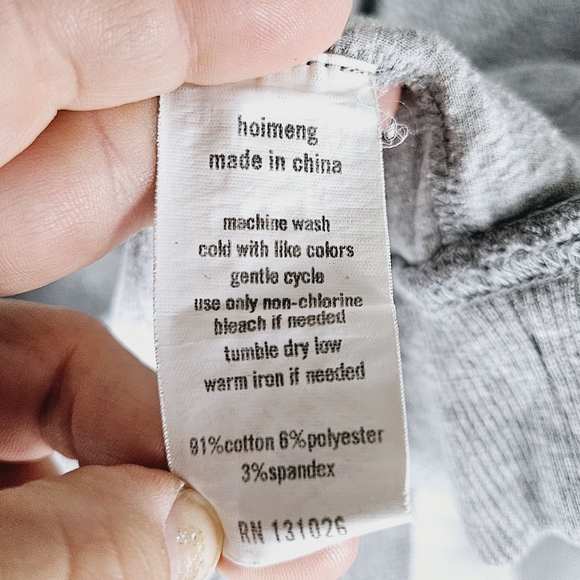 hoimeng
made in china
machine wash
cold with like colors
gentle cycle
use only non-chlorine
bleach if needed
tumble dry low
warm iron if needed
91%cotton 6%polyester
3%spandex
RN 131026